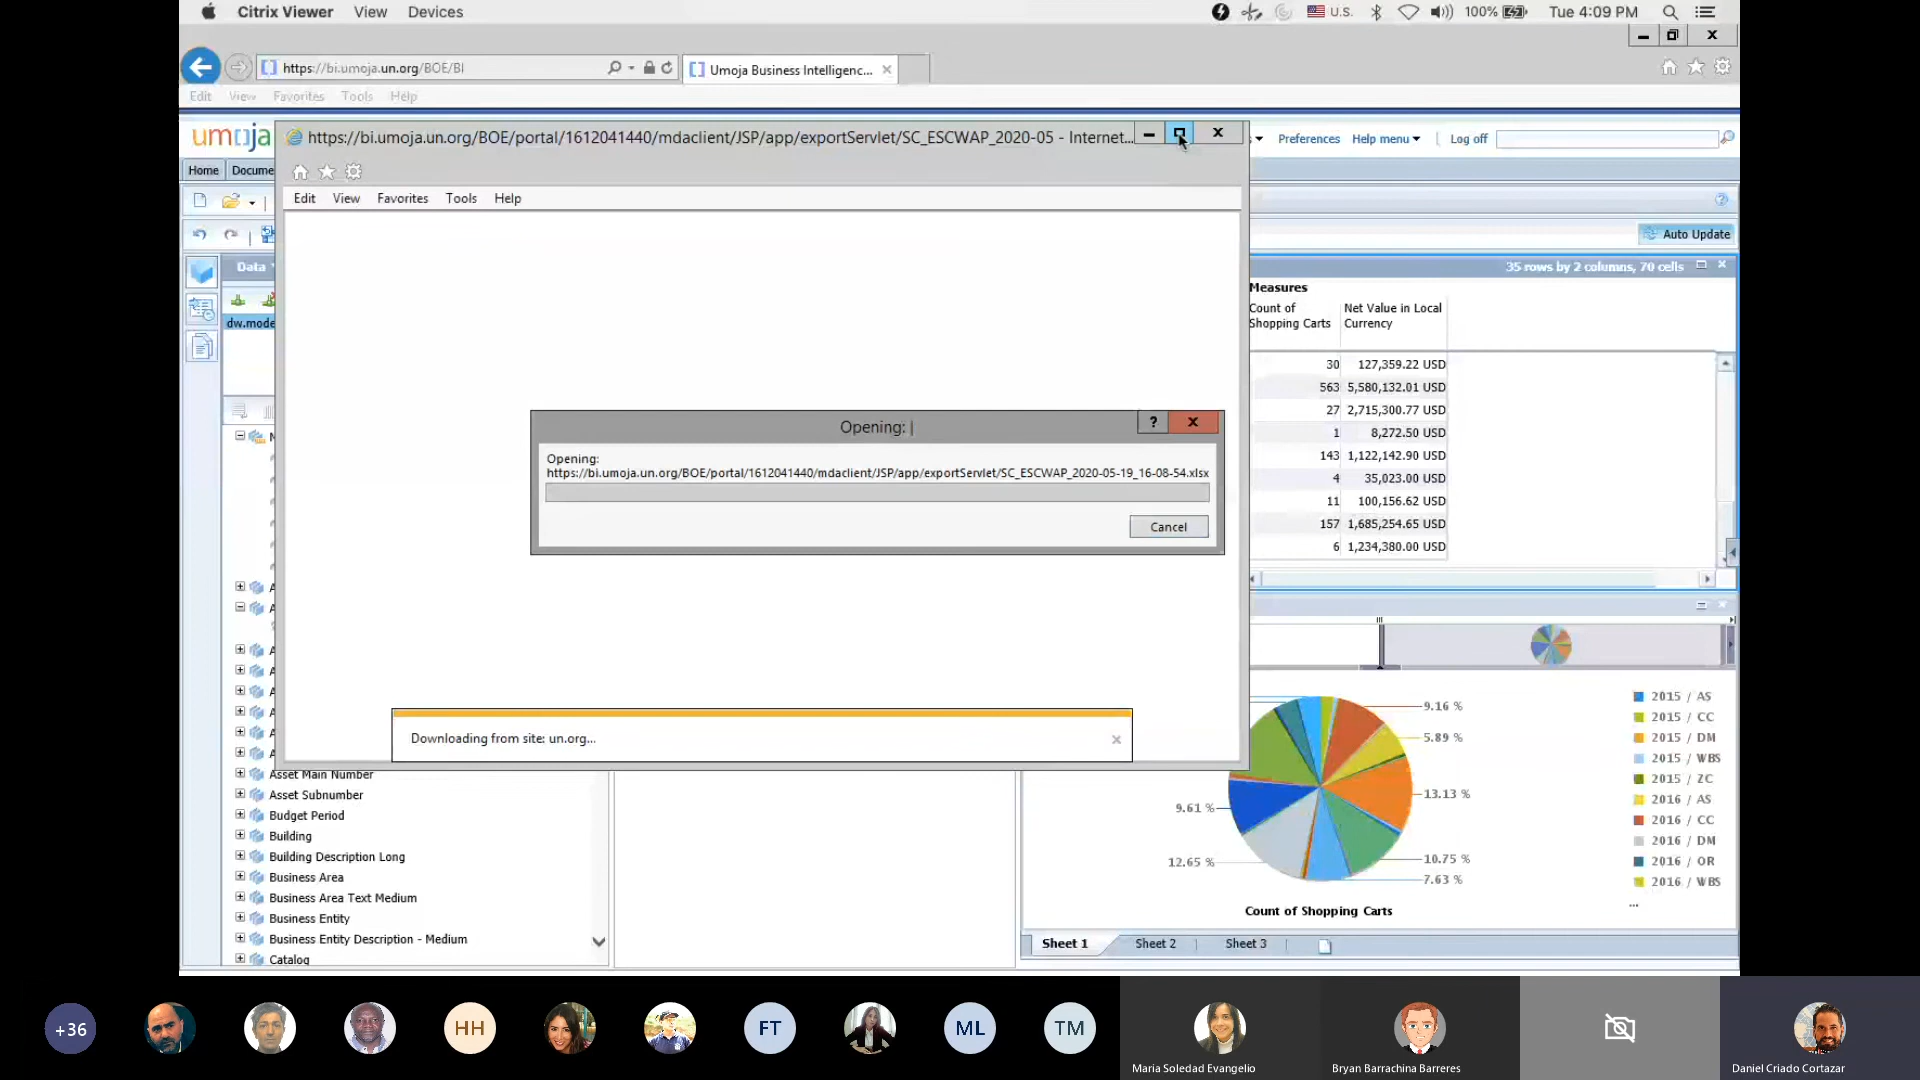 Citrix Viewer View Devices
U.S. 100% Tue 4:09 PM
https://bi.umoja.un.org/BOE/BI
Umoja Business Intelligenc...
Edit View Favorites Tools Help
umoja
https://bi.umoja.un.org/BOE/portal/1612041440/mdaclient/JSP/app/exportServlet/SC_ESCWAP_2020-05 - Internet...
Preferences Help menu Log off
Home Docume
Edit View Favorites Tools Help
Auto Update
Data
35 rows by 2 columns, 70 cells
dw.mode
Measures
Count of Shopping Carts
Net Value in Local Currency
30 127,359.22 USD
563 5,580,132.01 USD
27 2,715,300.77 USD
1 8,272.50 USD
143 1,122,142.90 USD
4 35,023.00 USD
11 100,156.62 USD
157 1,685,254.65 USD
6 1,234,380.00 USD
Opening: |
?
Opening:
https://bi.umoja.un.org/BOE/portal/1612041440/mdaclient/JSP/app/exportServlet/SC_ESCWAP_2020-05-19_16-08-54.xlsx
Cancel
Downloading from site: un.org...
Asset Main Number
Asset Subnumber
Budget Period
Building
Building Description Long
Business Area
Business Area Text Medium
Business Entity
Business Entity Description - Medium
Catalog
9.16 %
5.89 %
13.13 %
10.75 %
7.63 %
12.65 %
9.61 %
Count of Shopping Carts
2015 / AS
2015 / CC
2015 / DM
2015 / WBS
2015 / ZC
2016 / AS
2016 / CC
2016 / DM
2016 / OR
2016 / WBS
...
Sheet 1 Sheet 2 Sheet 3
+36
HH
FT
ML
TM
Maria Soledad Evangelio
Bryan Barrachina Barreres
Daniel Criado Cortazar